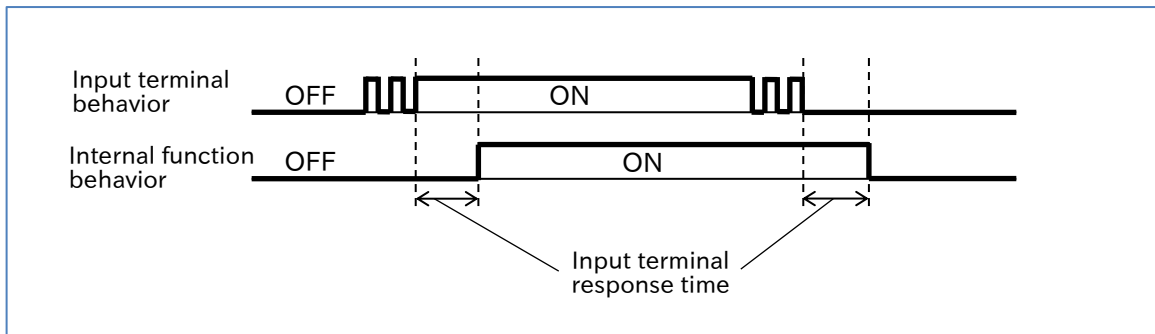 Input terminal
behavior
OFF
ON
Internal function
behavior
OFF
ON
Input terminal
response time